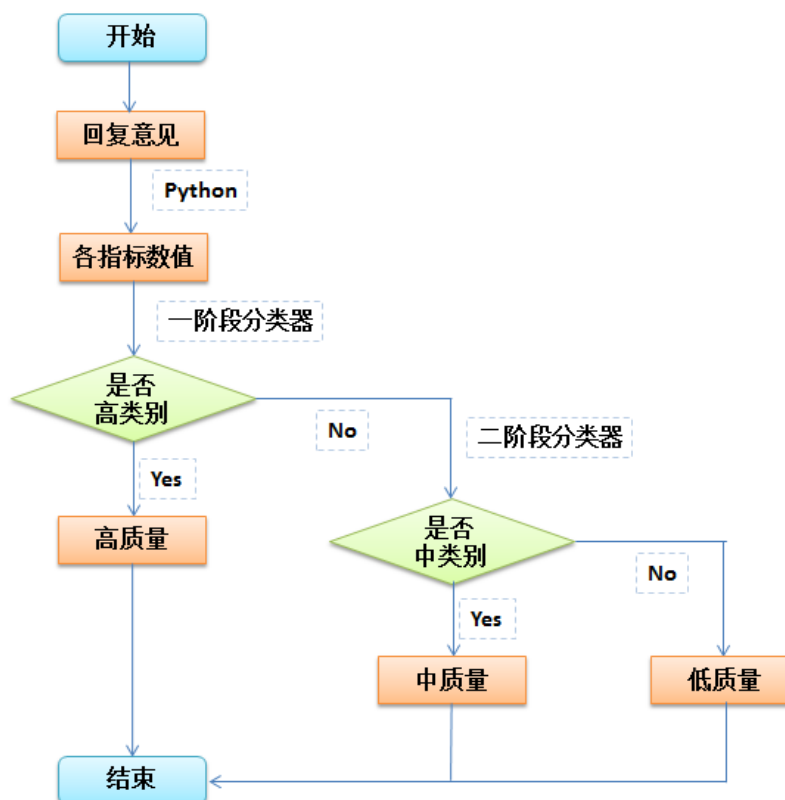 开始
回复意见
Python
各指标数值
一阶段分类器
是否
高类别
No
二阶段分类器
Yes
高质量
是否
中类别
No
Yes
中质量
低质量
结束